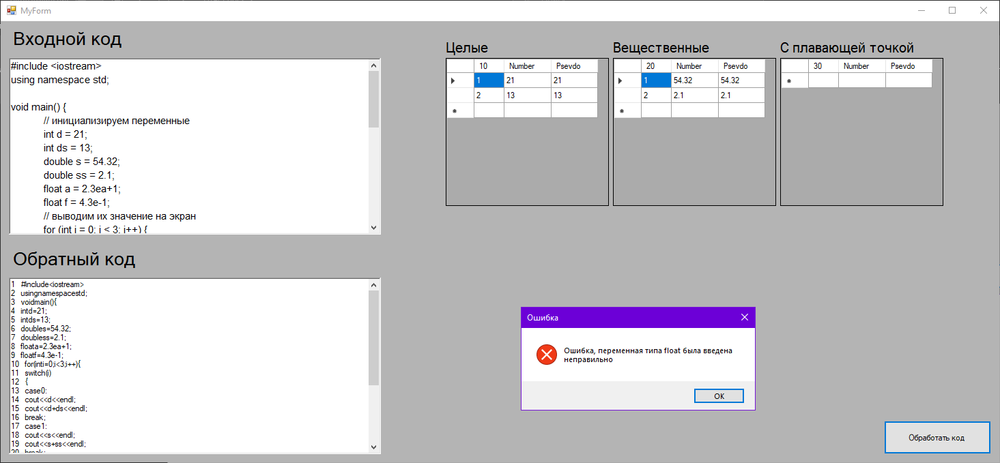 MyForm
Входной код
#include <iostream>
using namespace std;
void main() {
// инициализируем переменные
int d = 21;
int ds = 13;
double s = 54.32;
double ss = 2.1;
float a = 2.3ea+1;
float f = 4.3e-1;
// выводим их значение на экран
for (int i = 0; i < 3; i++) {
Целые
10 Number Psevdo
1 21 21
2 13 13
Вещественные
20 Number Psevdo
1 54.32 54.32
2 2.1 2.1
С плавающей точкой
30 Number Psevdo
Обратный код
1 #include<iostream>
2 usingnamespacestd;
3 voidmain(){
4 intd=21;
5 intds=13;
6 doubles=54.32;
7 doubless=2.1;
8 floata=2.3ea+1;
9 floatf=4.3e-1;
10 for(inti=0;i<3;i++){
11 switch(i)
12 {
13 case0:
14 cout<<d<<endl;
15 cout<<d+ds<<endl;
16 break;
17 case1:
18 cout<<s<<endl;
19 cout<<s+ss<<endl;
20 break;
Ошибка
Ошибка, переменная типа float была введена
неправильно
OK
Обработать код